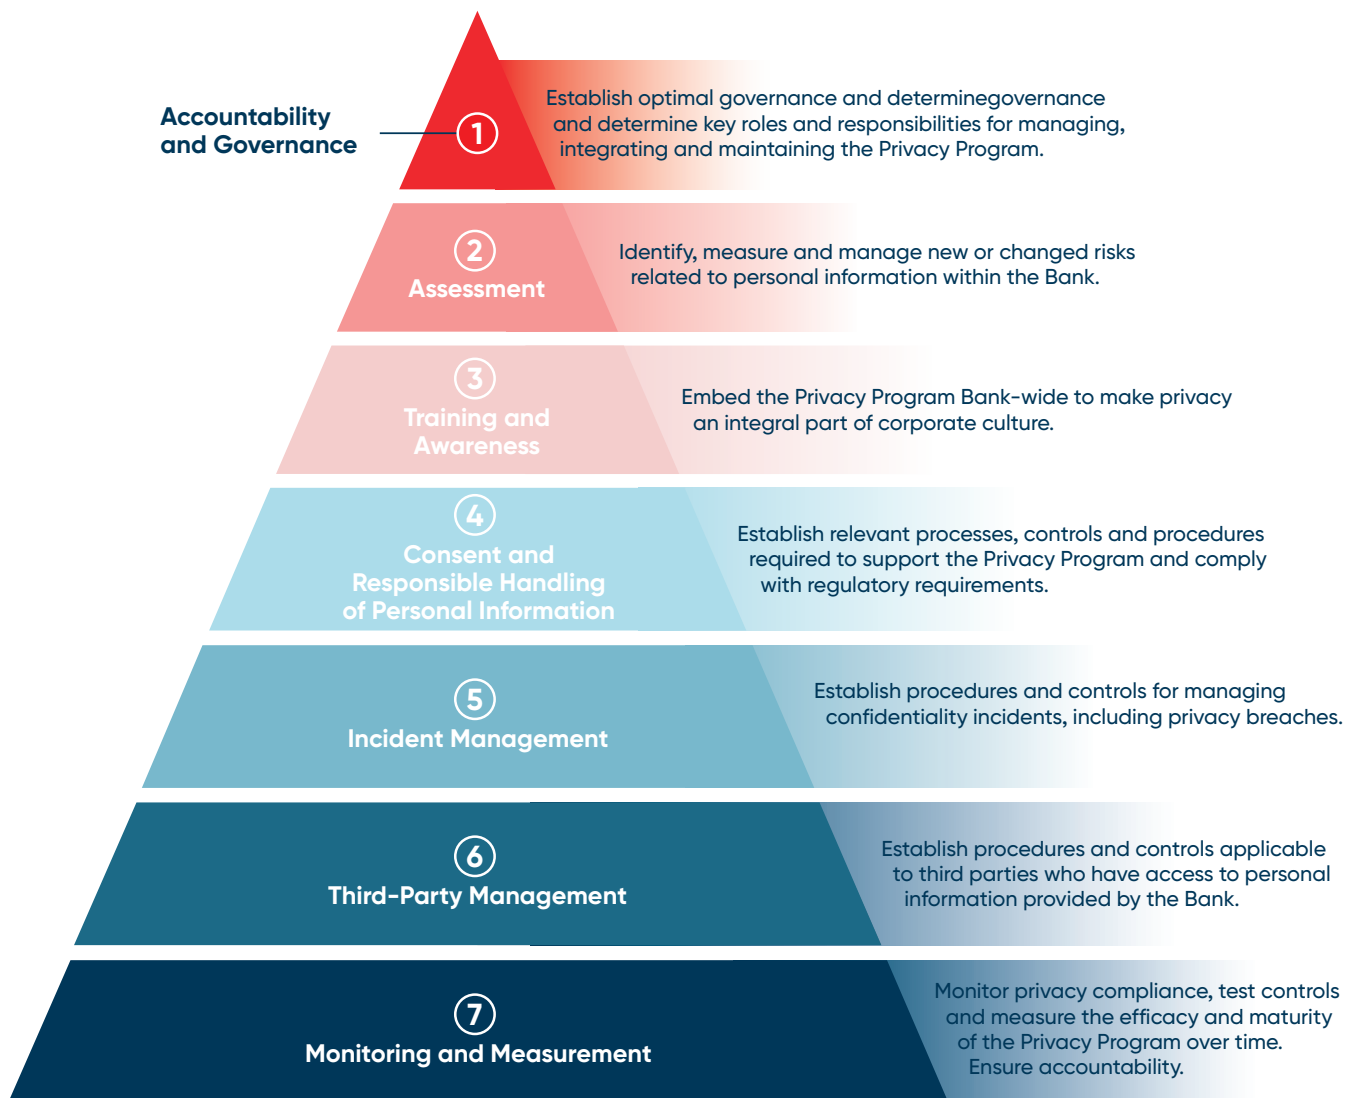 Accountability
and Governance
1
Establish optimal governance and determinegovernance
and determine key roles and responsibilities for managing,
integrating and maintaining the Privacy Program.
2
Assessment
Identify, measure and manage new or changed risks
related to personal information within the Bank.
3
Training and
Awareness
Embed the Privacy Program Bank-wide to make privacy
an integral part of corporate culture.
4
Consent and
Responsible Handling
of Personal Information
Establish relevant processes, controls and procedures
required to support the Privacy Program and comply
with regulatory requirements.
5
Incident Management
Establish procedures and controls for managing
confidentiality incidents, including privacy breaches.
6
Third-Party Management
Establish procedures and controls applicable
to third parties who have access to personal
information provided by the Bank.
7
Monitoring and Measurement
Monitor privacy compliance, test controls
and measure the efficacy and maturity
of the Privacy Program over time.
Ensure accountability.